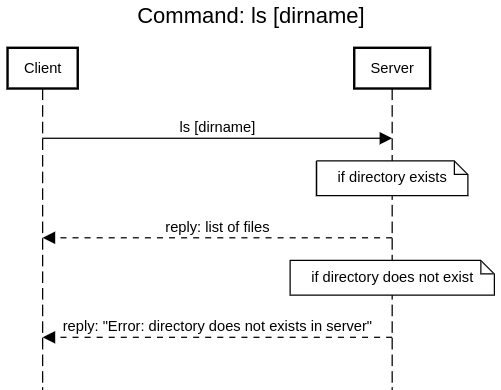 Command: ls [dirname]
Client
Server
ls [dirname]
if directory exists
reply: list of files
if directory does not exist
reply: "Error: directory does not exists in server"